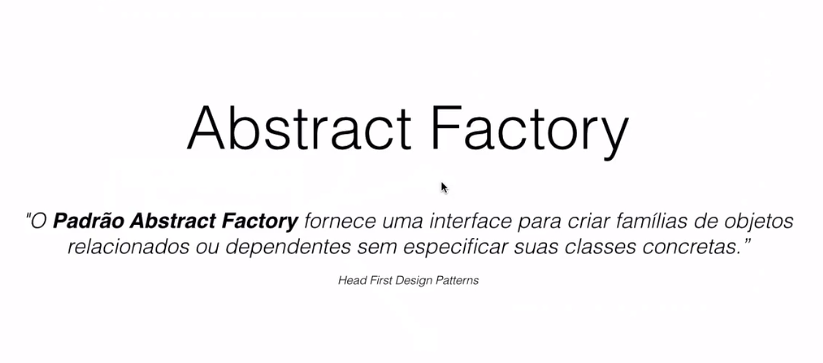 Abstract Factory
"O Padrão Abstract Factory fornece uma interface para criar famílias de objetos
relacionados ou dependentes sem especificar suas classes concretas.”
Head First Design Patterns